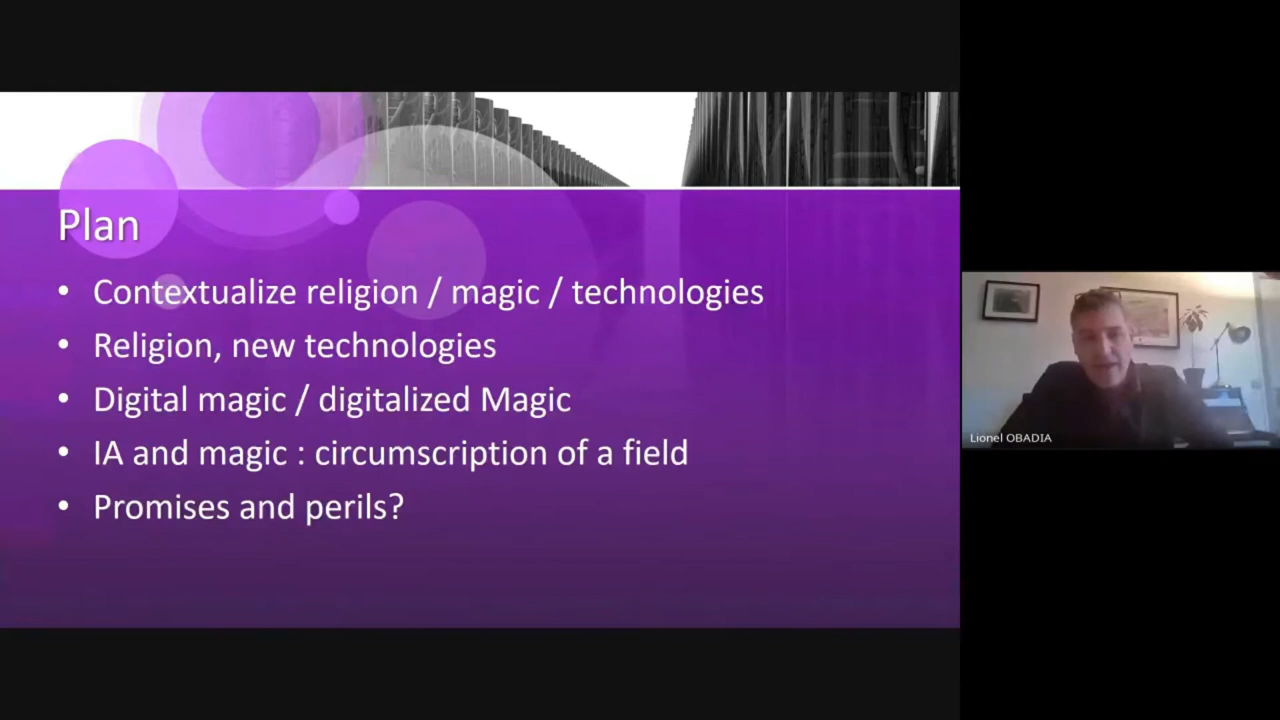 Plan
• Contextualize religion / magic / technologies
• Religion, new technologies
• Digital magic / digitalized Magic
• IA and magic : circumscription of a field
• Promises and perils?
Lionel OBADIA